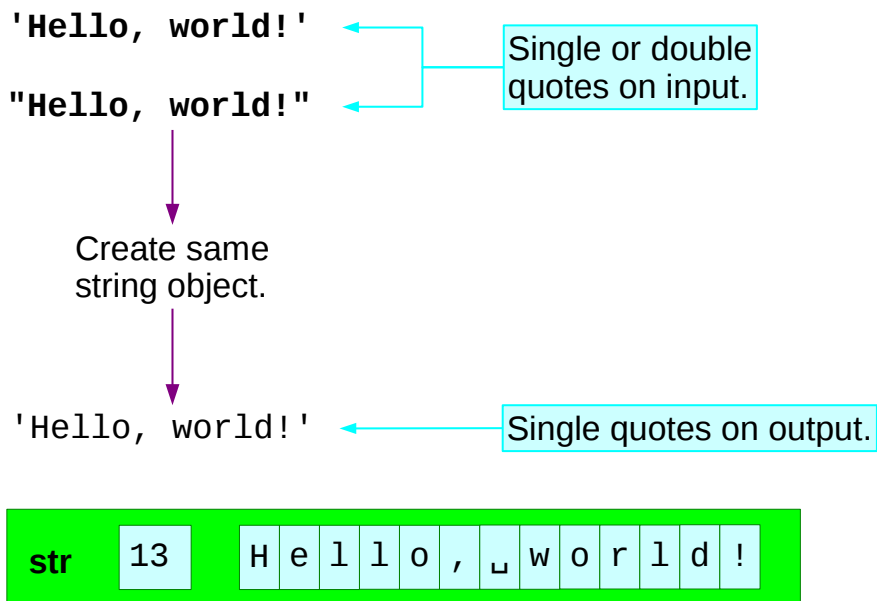 'Hello, world!'
Single or double
quotes on input.
"Hello, world!"
Create same
string object.
'Hello, world!'
Single quotes on output.
str 13 H e l l o , ␣ w o r l d !